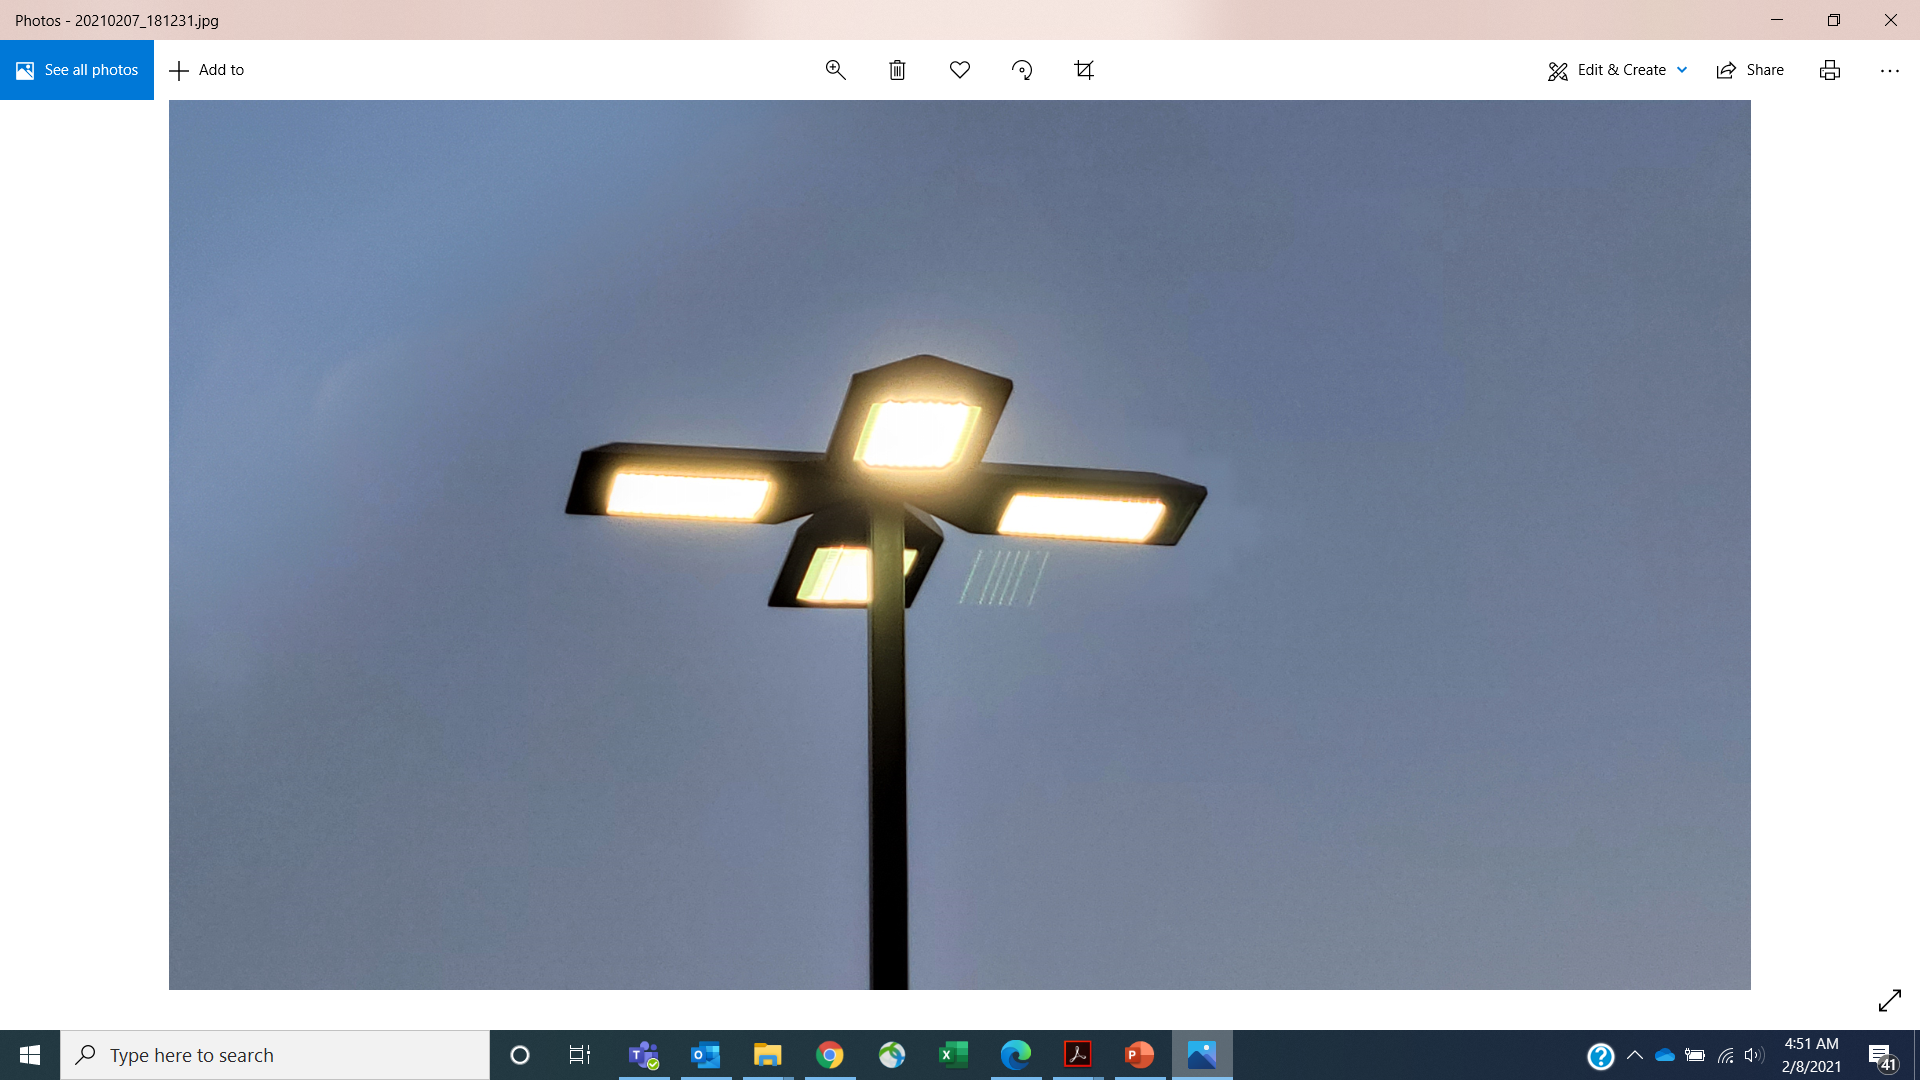 Photos - 20210207_181231.jpg
See all photos
Add to
Edit & Create
Share
Type here to search
4:51 AM
2/8/2021
41